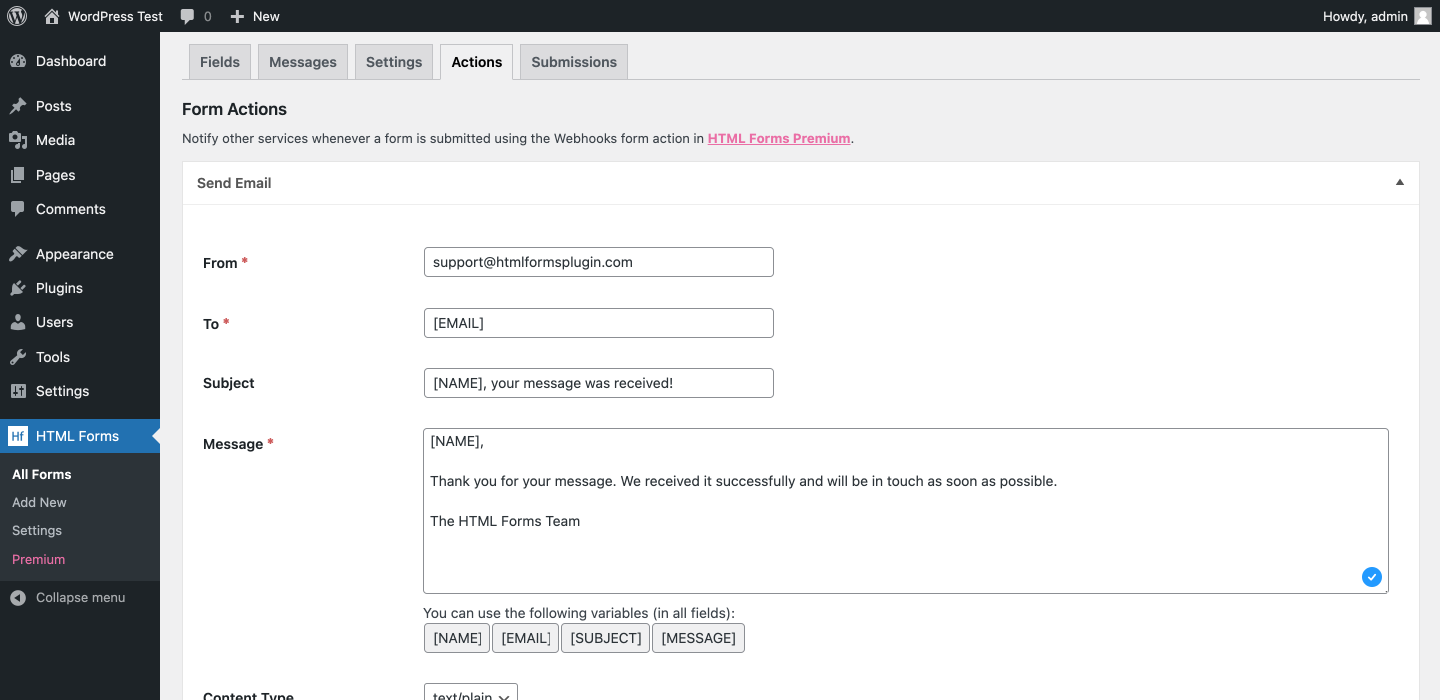 WordPress Test 0 New Howdy, admin
Dashboard
Posts
Media
Pages
Comments
Appearance
Plugins
Users
Tools
Settings
Hf HTML Forms
All Forms
Add New
Settings
Premium
Collapse menu
Fields Messages Settings Actions Submissions
Form Actions
Notify other services whenever a form is submitted using the Webhooks form action in HTML Forms Premium.
Send Email
From * support@htmlformsplugin.com
To * [EMAIL]
Subject [NAME], your message was received!
Message * [NAME],
Thank you for your message. We received it successfully and will be in touch as soon as possible.
The HTML Forms Team
You can use the following variables (in all fields):
[NAME] [EMAIL] [SUBJECT] [MESSAGE]
Content Type text/plain